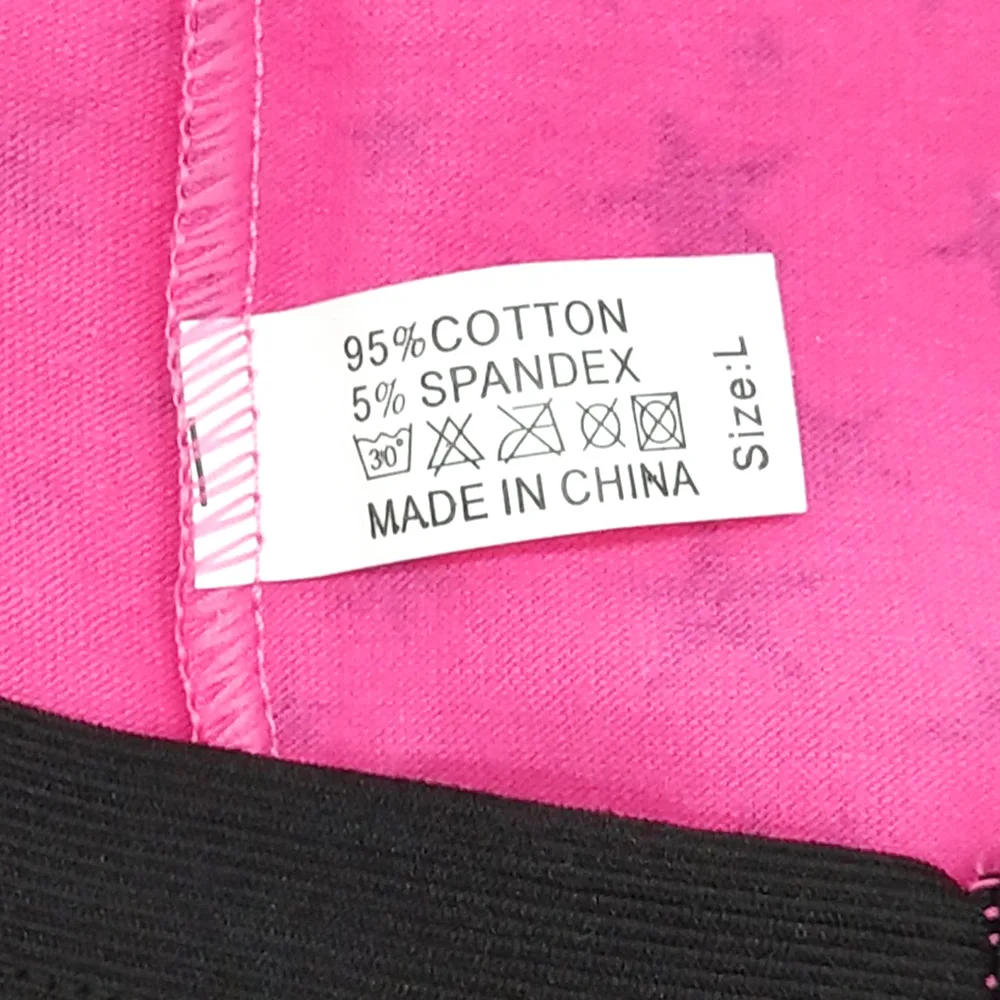 95%COTTON
5% SPANDEX
30°
MADE IN CHINA
Size:L